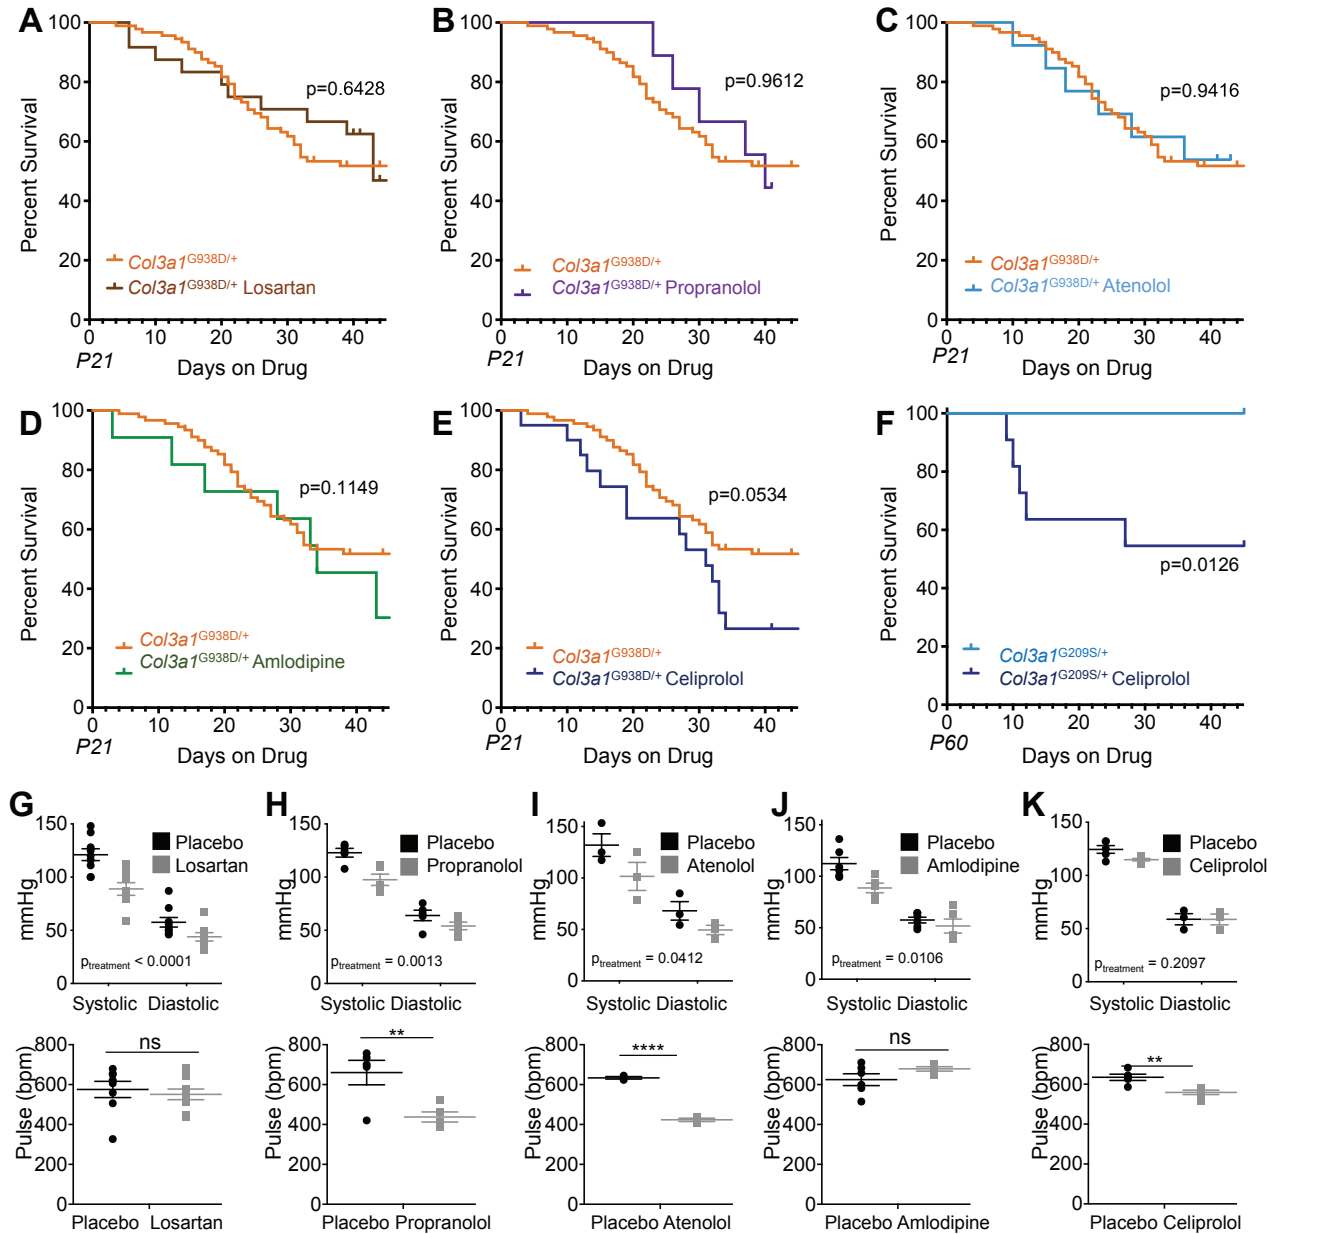 A
100
80
60
40
20
0
Percent Survival
p=0.6428
Col3a1G938D/+
Col3a1G938D/+ Losartan
0 10 20 30 40
P21
Days on Drug
B
100
80
60
40
20
0
Percent Survival
p=0.9612
Col3a1G938D/+
Col3a1G938D/+ Propranolol
0 10 20 30 40
P21
Days on Drug
C
100
80
60
40
20
0
Percent Survival
p=0.9416
Col3a1G938D/+
Col3a1G938D/+ Atenolol
0 10 20 30 40
P21
Days on Drug
D
100
80
60
40
20
0
Percent Survival
p=0.1149
Col3a1G938D/+
Col3a1G938D/+ Amlodipine
0 10 20 30 40
P21
Days on Drug
E
100
80
60
40
20
0
Percent Survival
p=0.0534
Col3a1G938D/+
Col3a1G938D/+ Celiprolol
0 10 20 30 40
P21
Days on Drug
F
100
80
60
40
20
0
Percent Survival
p=0.0126
Col3a1G209S/+
Col3a1G209S/+ Celiprolol
0 10 20 30 40
P60
Days on Drug
G
150
100
50
0
mmHg
Placebo
Losartan
ptreatment < 0.0001
Systolic Diastolic
800
600
400
200
0
Pulse (bpm)
ns
Placebo Losartan
H
150
100
50
0
mmHg
Placebo
Propranolol
ptreatment = 0.0013
Systolic Diastolic
800
600
400
200
0
Pulse (bpm)
**
Placebo Propranolol
I
150
100
50
0
mmHg
Placebo
Atenolol
ptreatment = 0.0412
Systolic Diastolic
800
600
400
200
0
Pulse (bpm)
****
Placebo Atenolol
J
150
100
50
0
mmHg
Placebo
Amlodipine
ptreatment = 0.0106
Systolic Diastolic
800
600
400
200
0
Pulse (bpm)
ns
Placebo Amlodipine
K
150
100
50
0
mmHg
Placebo
Celiprolol
ptreatment = 0.2097
Systolic Diastolic
800
600
400
200
0
Pulse (bpm)
**
Placebo Celiprolol